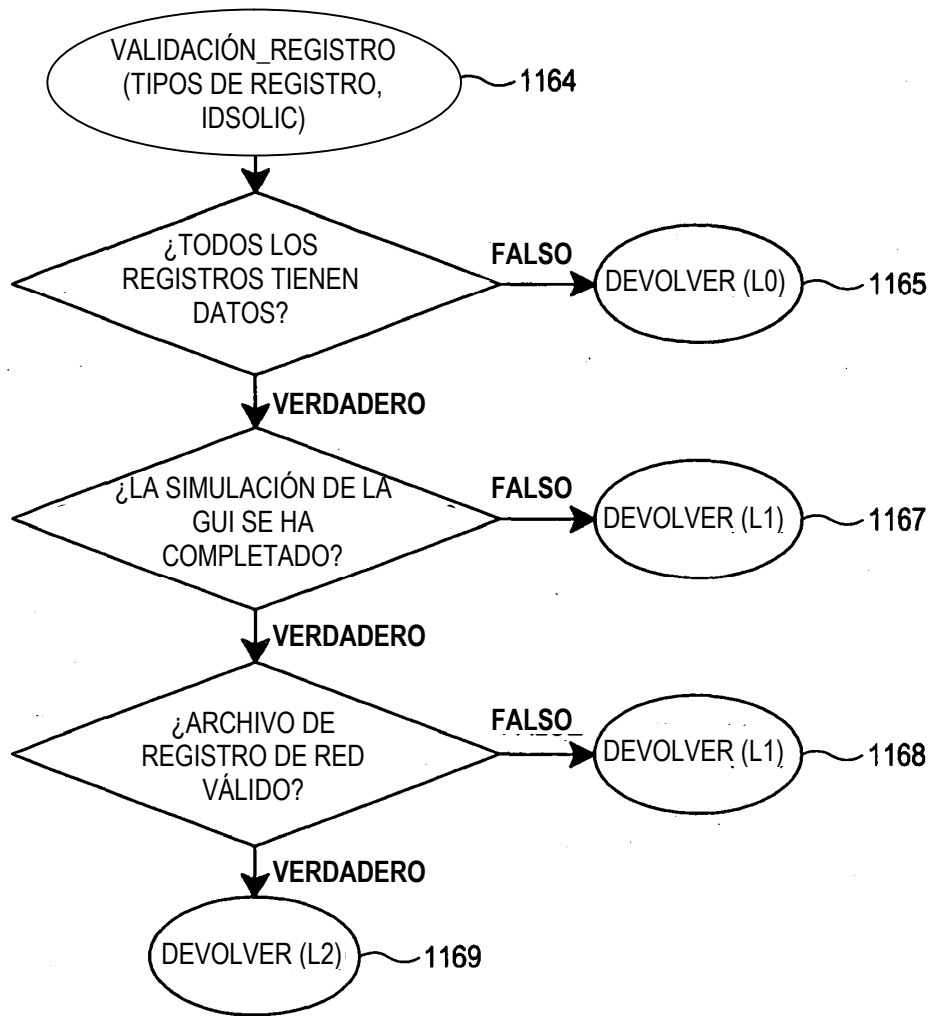 VALIDACIÓN_REGISTRO
(TIPOS DE REGISTRO,
IDSOLIC)
1164
¿TODOS LOS
REGISTROS TIENEN
DATOS?
FALSO
DEVOLVER (L0)
1165
VERDADERO
¿LA SIMULACIÓN DE LA
GUI SE HA
COMPLETADO?
FALSO
DEVOLVER (L1)
1167
VERDADERO
¿ARCHIVO DE
REGISTRO DE RED
VÁLIDO?
FALSO
DEVOLVER (L1)
1168
VERDADERO
DEVOLVER (L2)
1169